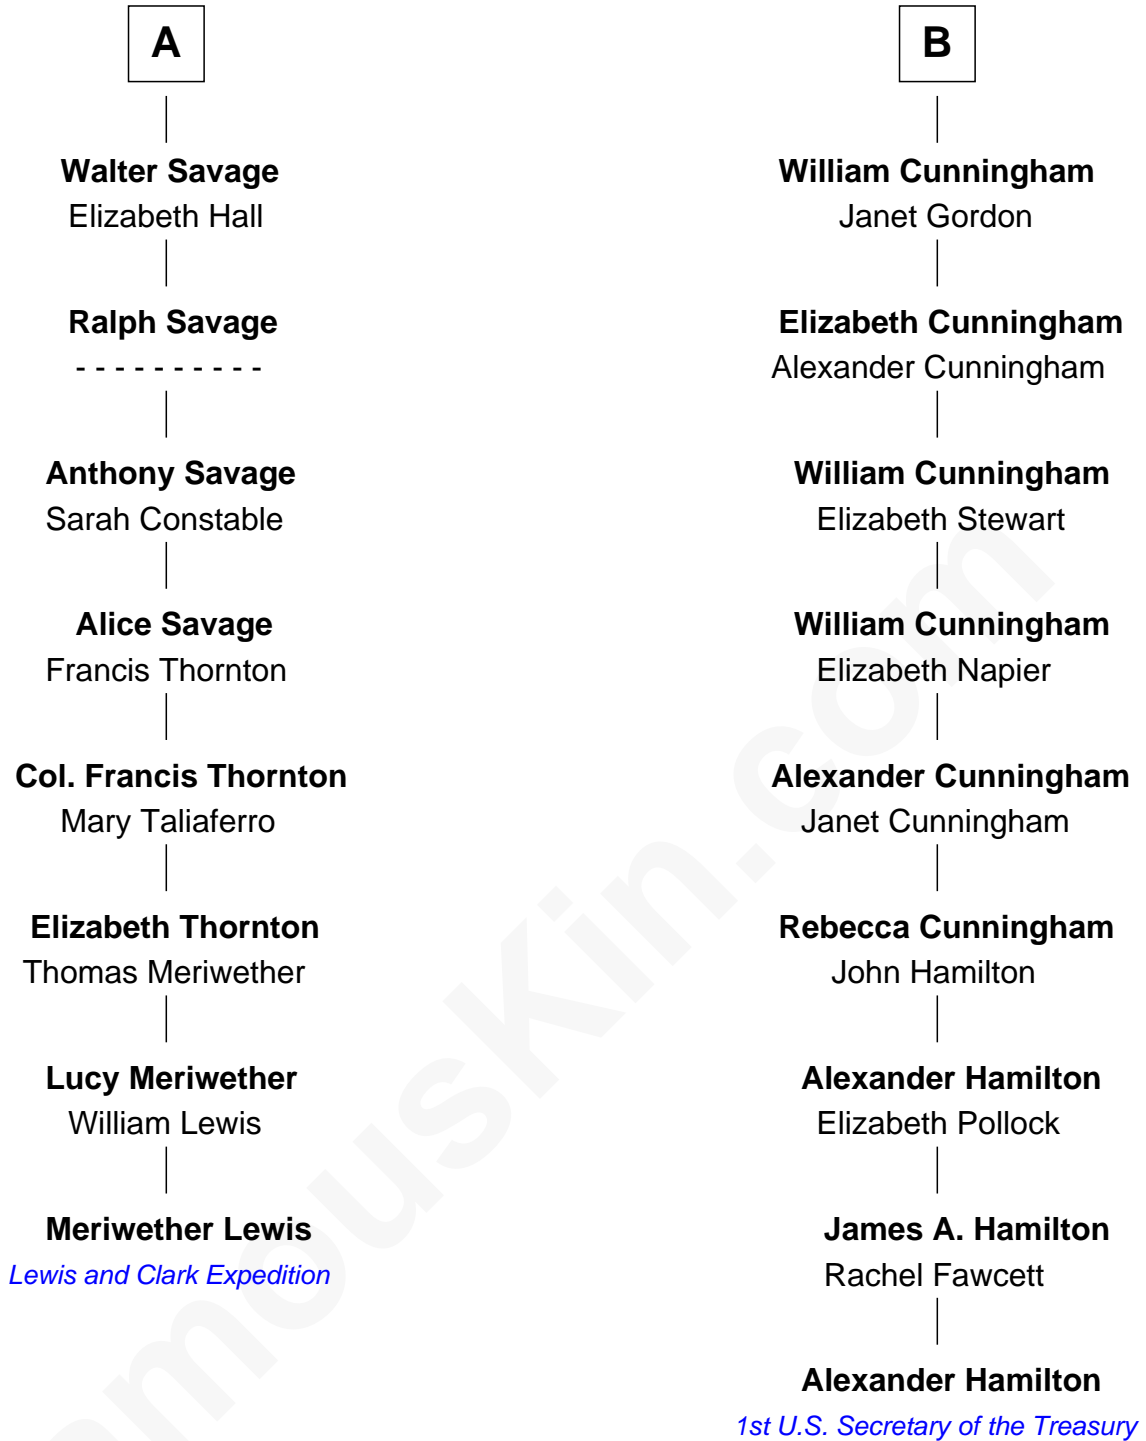 A
Walter Savage
Elizabeth Hall
Ralph Savage
- - - - - - - - - -
Anthony Savage
Sarah Constable
Alice Savage
Francis Thornton
Col. Francis Thornton
Mary Taliaferro
Elizabeth Thornton
Thomas Meriwether
Lucy Meriwether
William Lewis
Meriwether Lewis
Lewis and Clark Expedition
B
William Cunningham
Janet Gordon
Elizabeth Cunningham
Alexander Cunningham
William Cunningham
Elizabeth Stewart
William Cunningham
Elizabeth Napier
Alexander Cunningham
Janet Cunningham
Rebecca Cunningham
John Hamilton
Alexander Hamilton
Elizabeth Pollock
James A. Hamilton
Rachel Fawcett
Alexander Hamilton
1st U.S. Secretary of the Treasury
amousKin.com